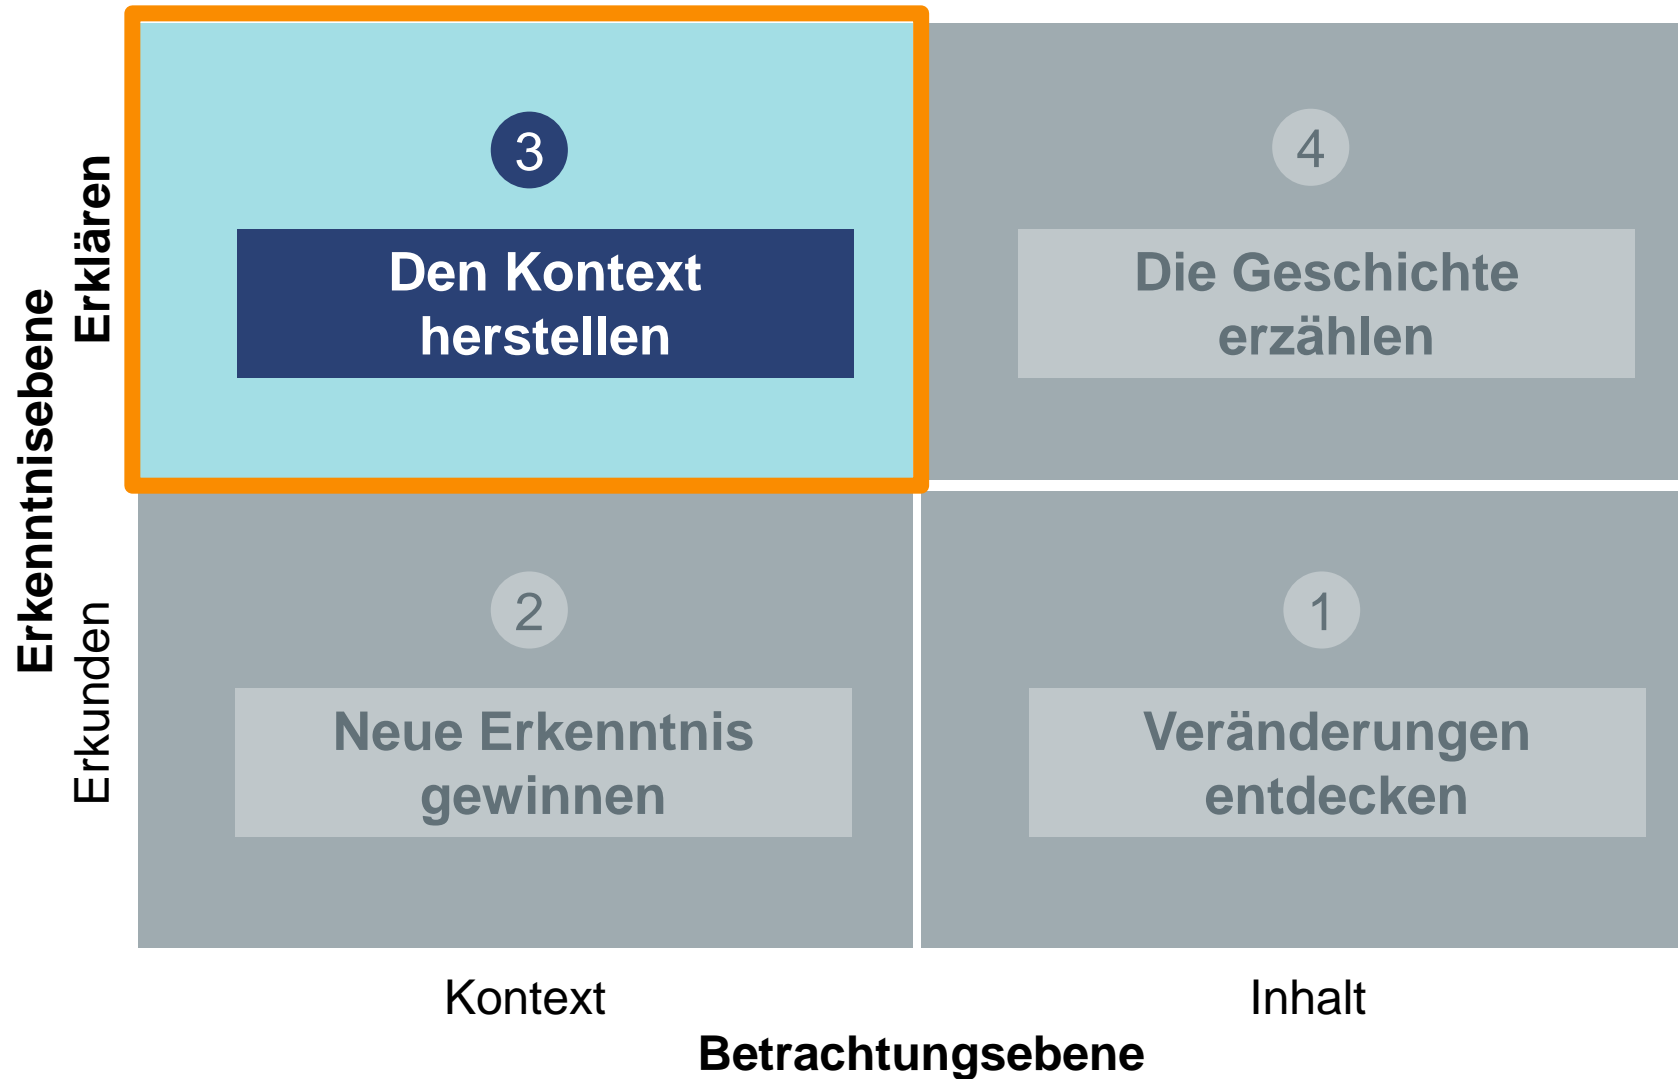 Erkenntnisebene
Erklären
Erkunden
3
Den Kontext
herstellen
4
Die Geschichte
erzählen
2
Neue Erkenntnis
gewinnen
1
Veränderungen
entdecken
Kontext
Inhalt
Betrachtungsebene